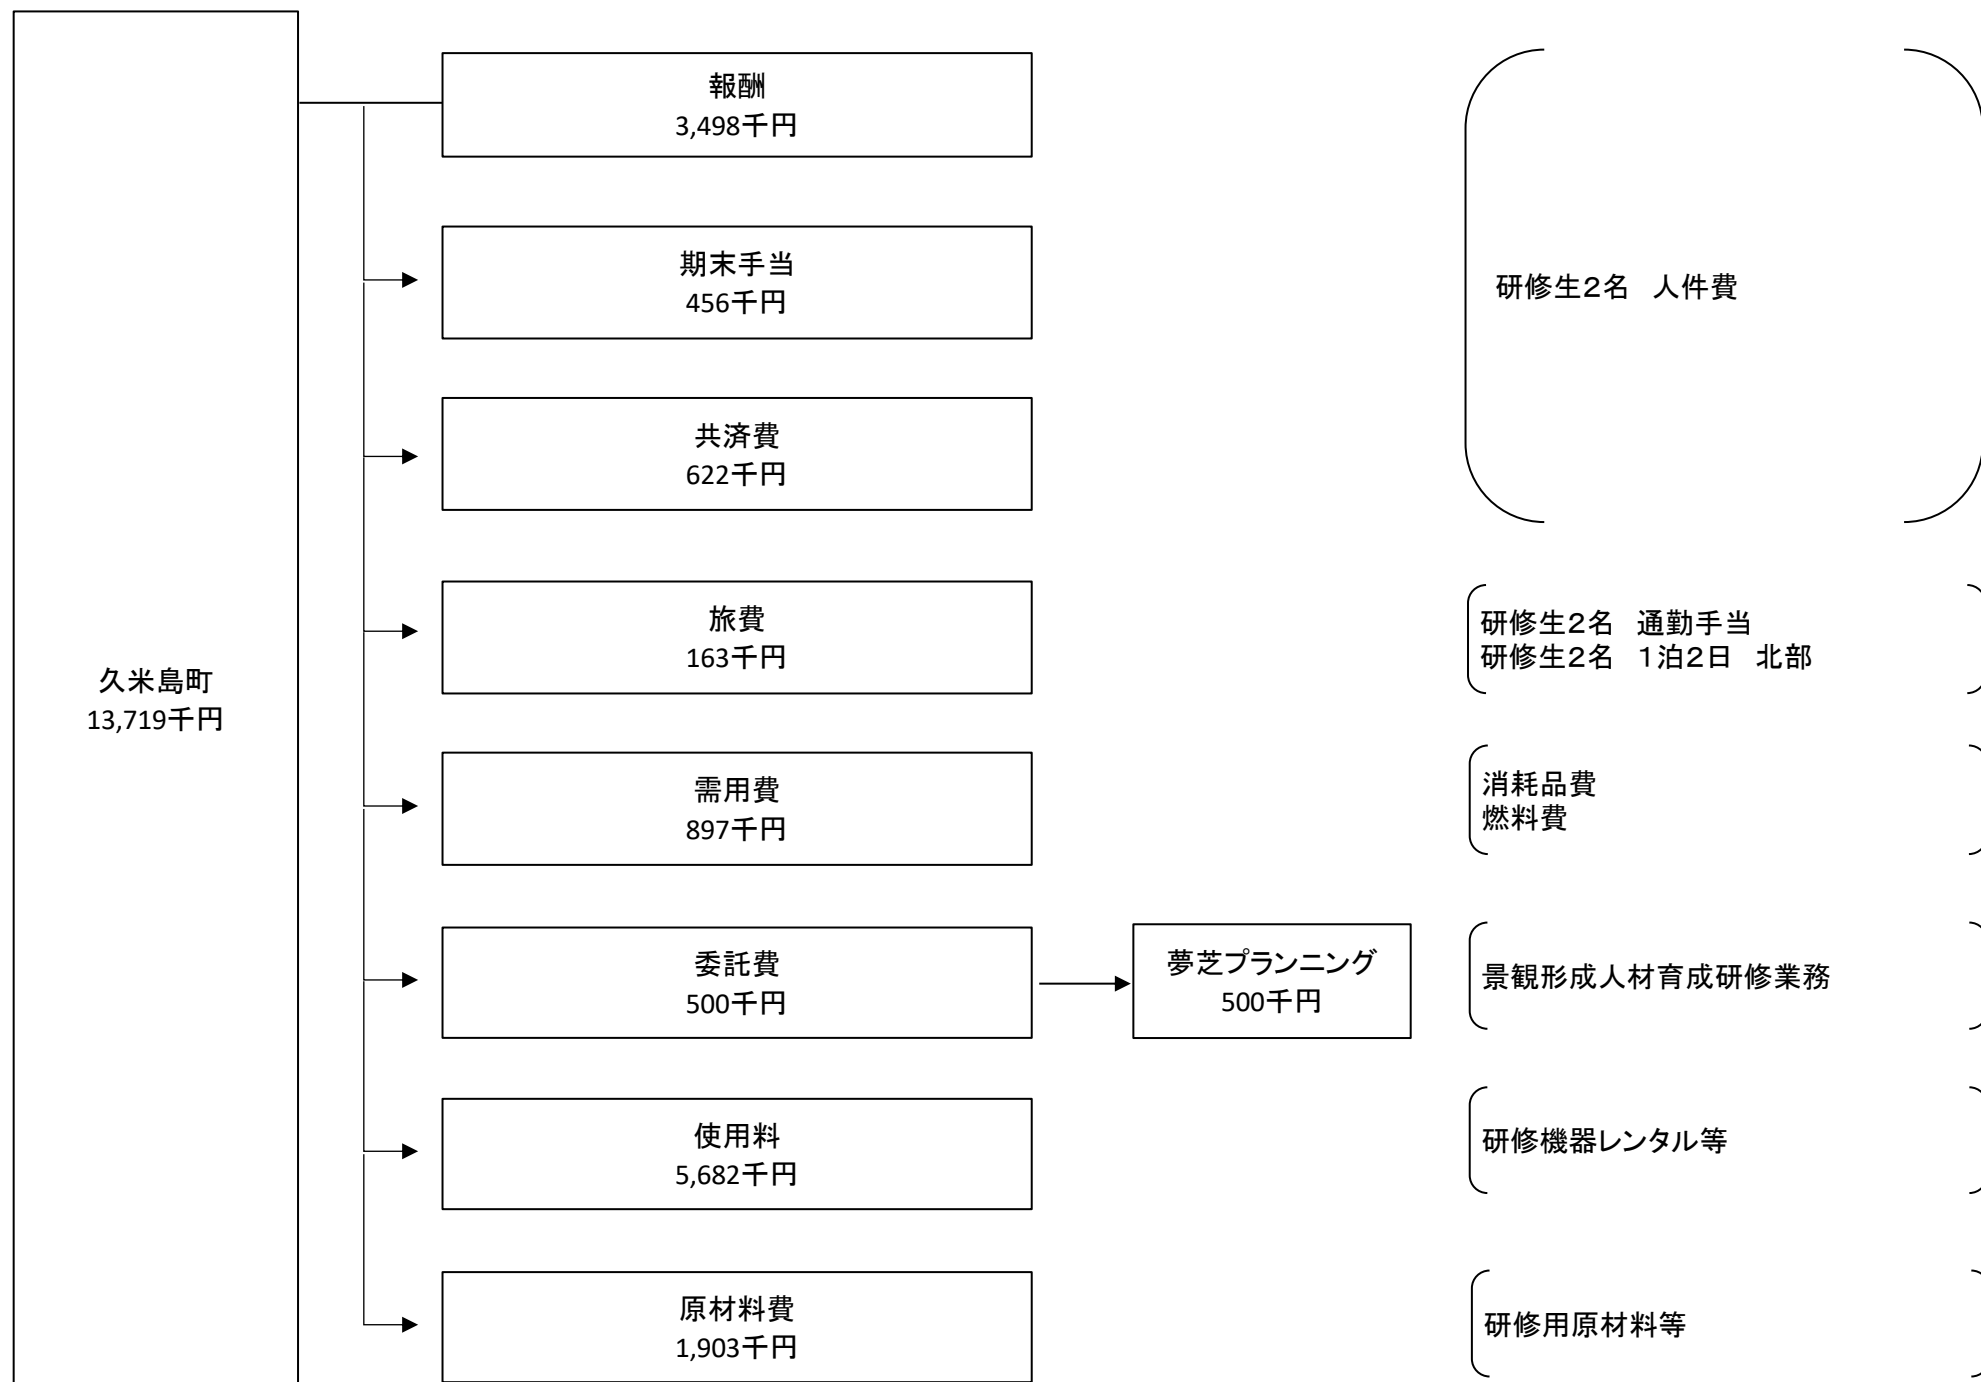 久米島町
13,719千円
報酬
3,498千円
期末手当
456千円
共済費
622千円
研修生2名　人件費
旅費
163千円
研修生2名　通勤手当
研修生2名　1泊2日　北部
需用費
897千円
消耗品費
燃料費
委託費
500千円
夢芝プランニング
500千円
景観形成人材育成研修業務
使用料
5,682千円
研修機器レンタル等
原材料費
1,903千円
研修用原材料等